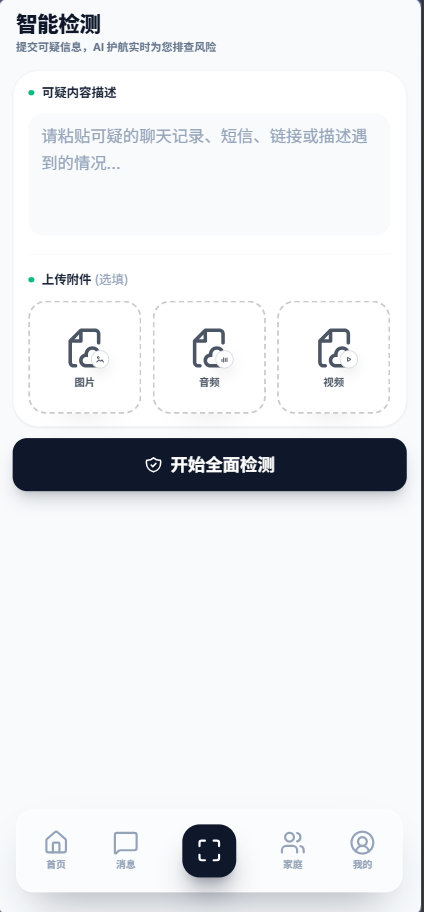 智能检测
提交可疑信息，AI 护航实时为您排查风险
可疑内容描述
请粘贴可疑的聊天记录、短信、链接或描述遇
到的情况...
上传附件 (选填)
图片
音频
视频
开始全面检测
首页
消息
家庭
我的